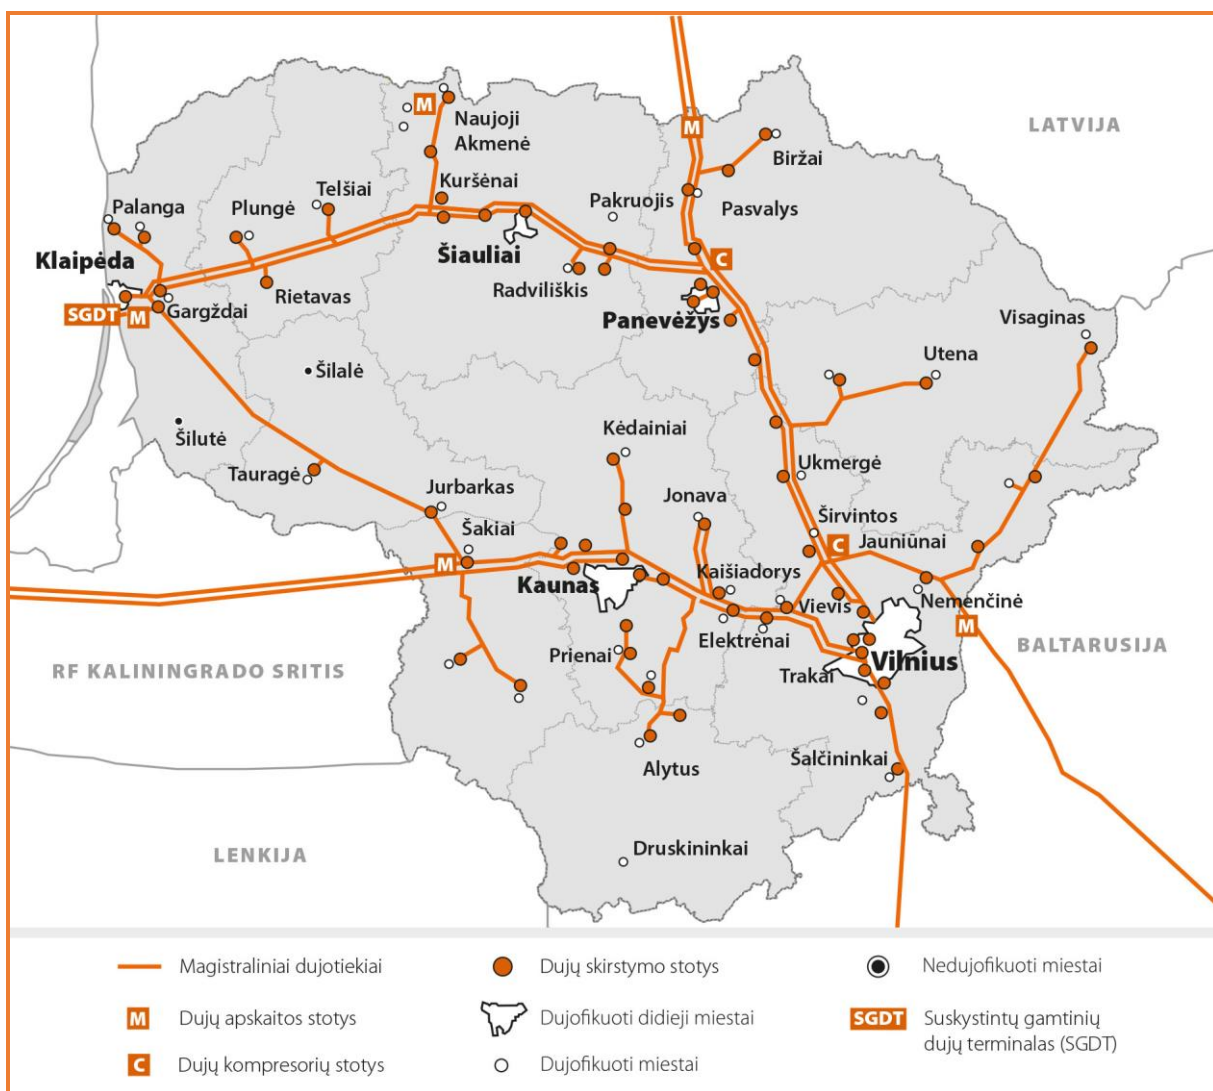 LATVIJA
M
Naujoji
Akmenė
M
Biržai
Telšiai
Kuršėnai
Pakruojis
Pasvalys
Palanga
Plungė
Klaipėda
Šiauliai
C
Rietavas
Radviliškis
SGDT
M
Gargždai
Panevėžys
Visaginas
Utena
Šilalė
Šilutė
Kėdainiai
Tauragė
Ukmergė
Jurbarkas
Jonava
Širvintos
Šakiai
C
Jauniūnai
M
Kaunas
Kaišiadorys
Vievis
Nemenčinė
M
Elektrėnai
BALTARUSIJA
Prienai
Vilnius
RF KALININGRADO SRITIS
Trakai
Šalčininkai
Alytus
LENKIJA
Druskininkai
Magistraliniai dujotiekiai
Dujų skirstymo stotys
Nedujofikuoti miestai
M
Dujų apskaitos stotys
Dujofikuoti didieji miestai
SGDT
Suskystintų gamtinių
dujų terminalas (SGDT)
C
Dujų kompresorių stotys
Dujofikuoti miestai